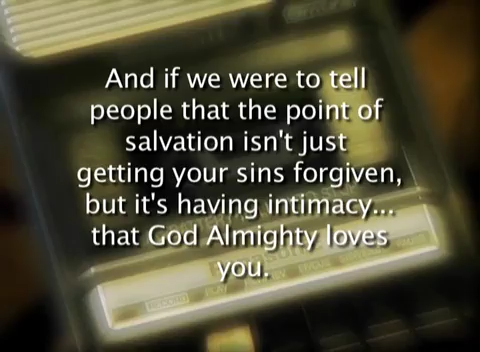 And if we were to tell
people that the point of
salvation isn't just
getting your sins forgiven,
but it's having intimacy...
that God Almighty loves
you.